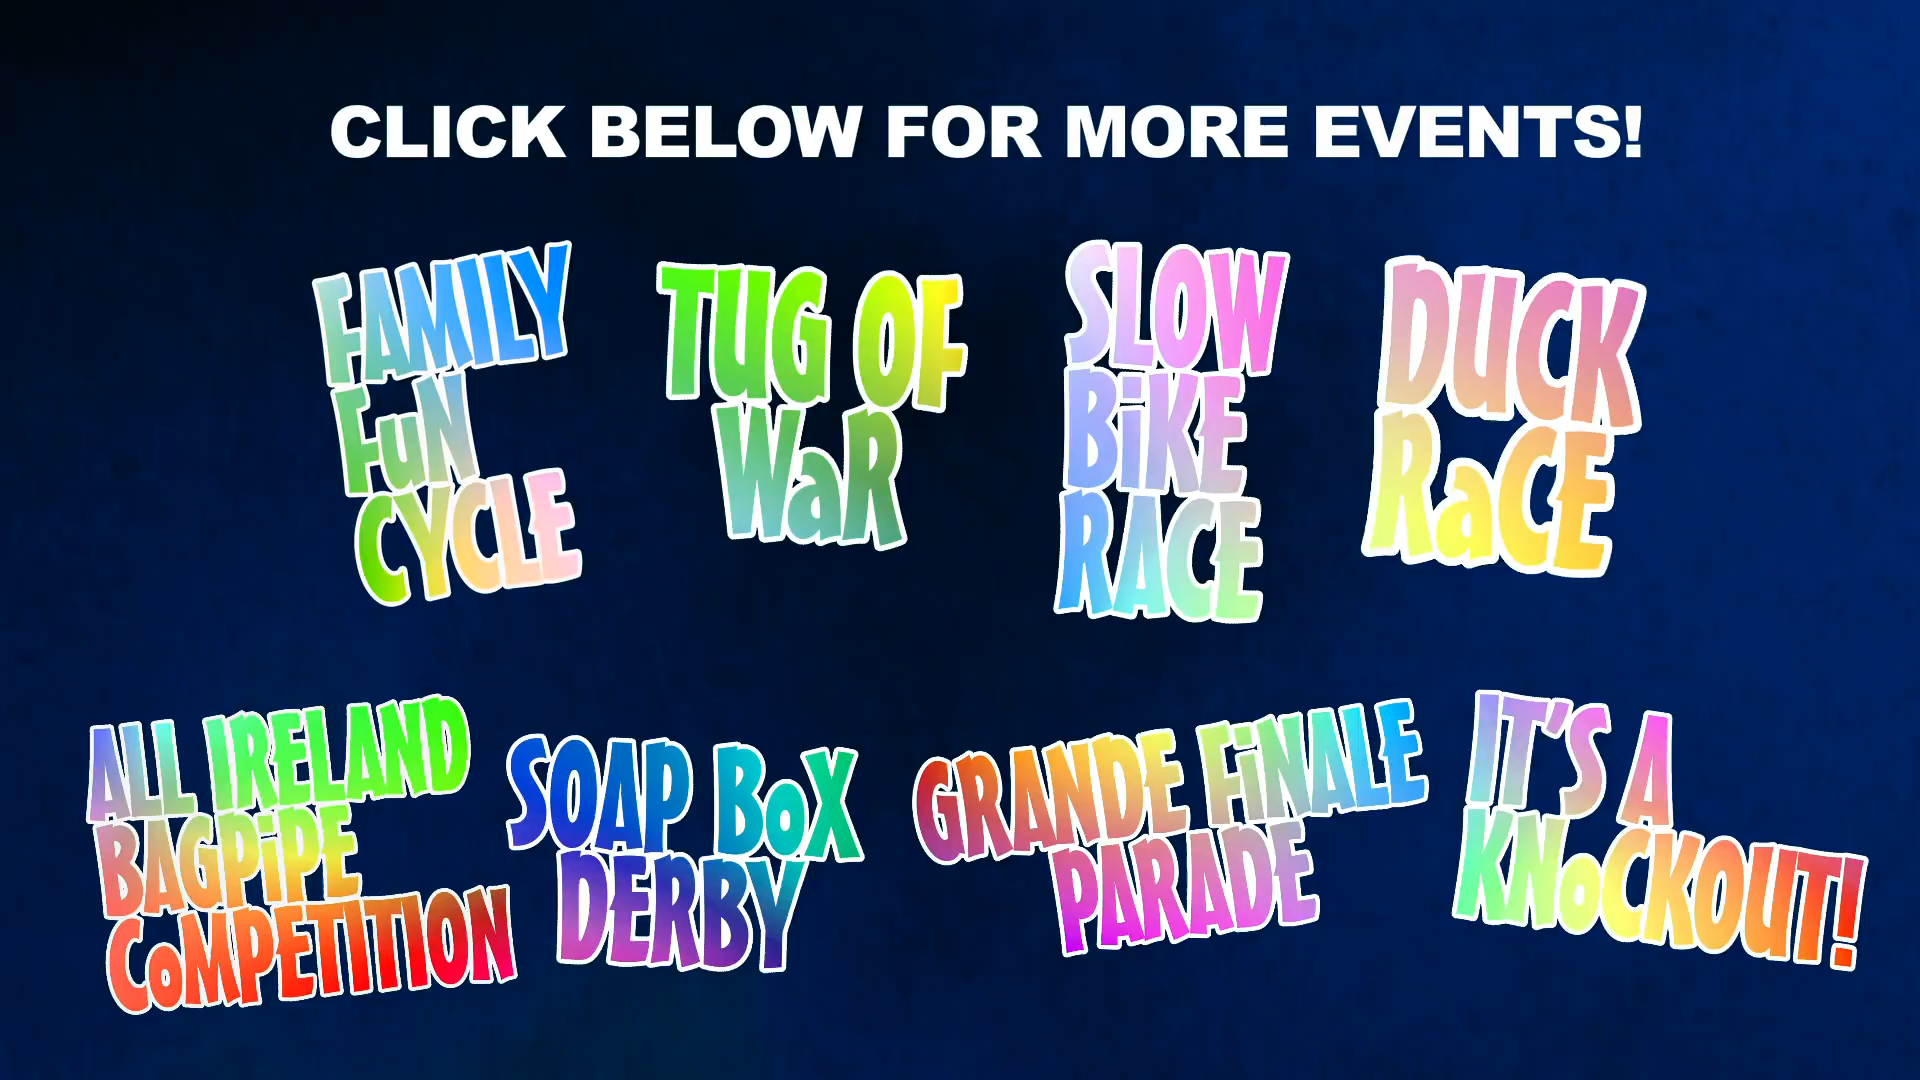 CLICK BELOW FOR MORE EVENTS!
FAMILY
FuN
CYCLE
TUG OF
WaR
SLOW
BiKE
RACE
DUCK
RaCE
ALL IRELAND
BAGPiPE
CoMPETITION
SOAP BoX
DERBY
GRANDE FiNALE
PARADE
IT'S A
KNoCKOUT!